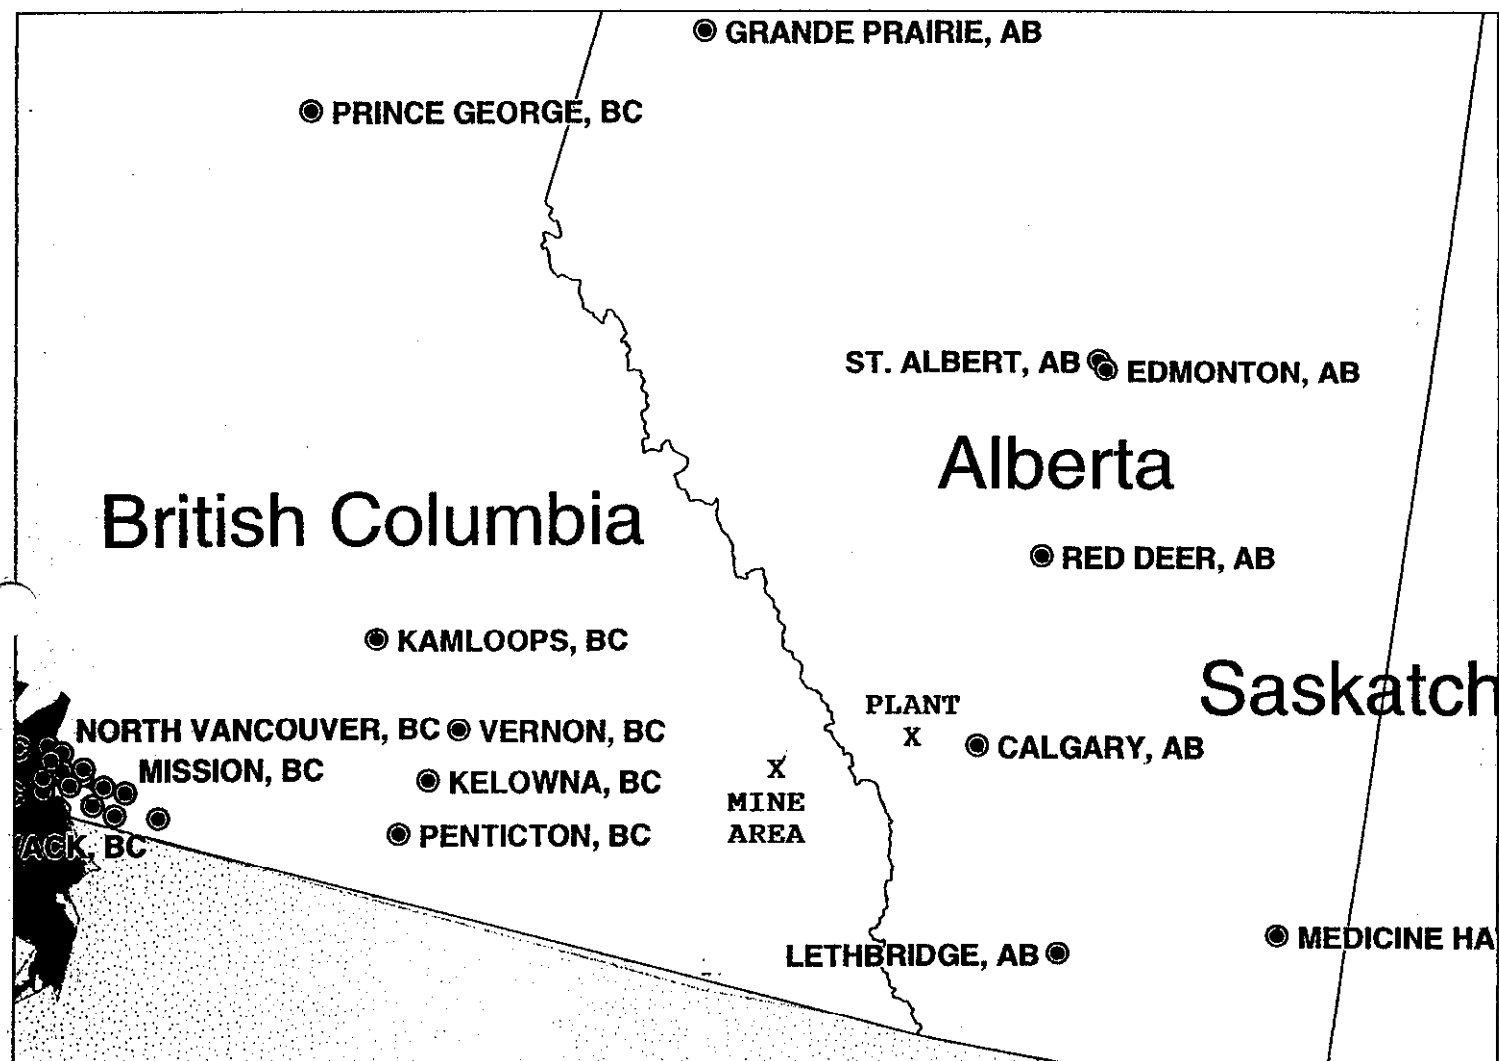 GRANDE PRAIRIE, AB
PRINCE GEORGE, BC
ST. ALBERT, AB
EDMONTON, AB
Alberta
British Columbia
RED DEER, AB
KAMLOOPS, BC
Saskatch
PLANT
X
NORTH VANCOUVER, BC
VERNON, BC
CALGARY, AB
MISSION, BC
X
MINE
AREA
KELOWNA, BC
PENTICTON, BC
ACK, BC
LETHBRIDGE, AB
MEDICINE HA